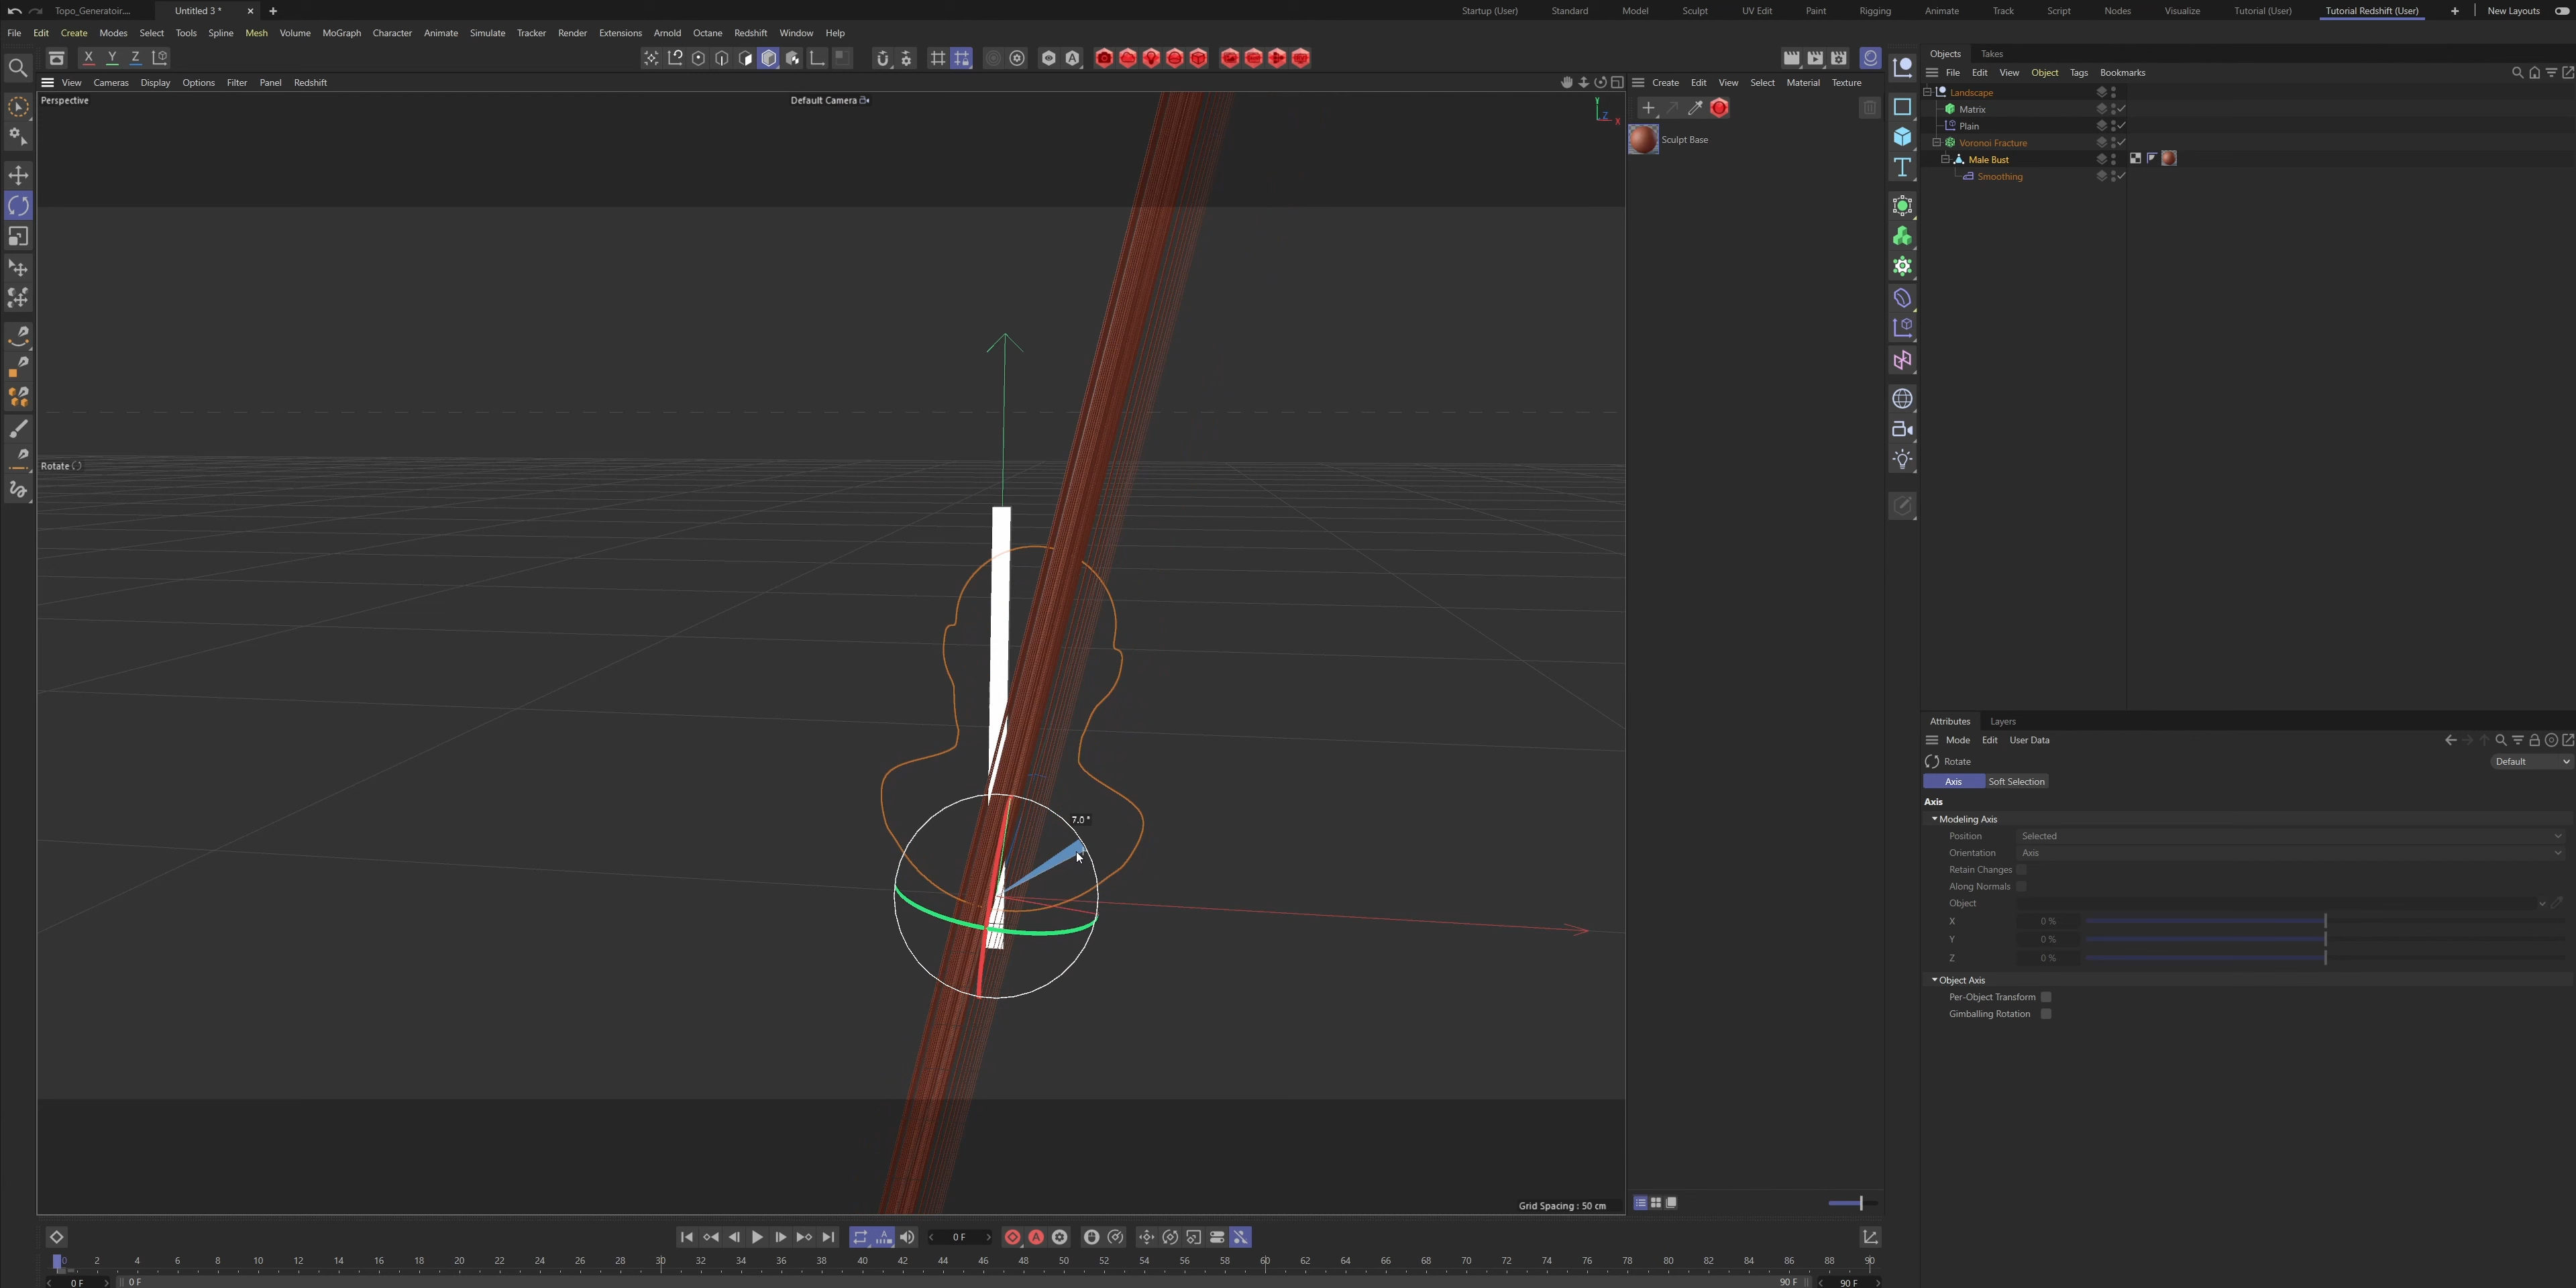 Topo_Generatoir....
Untitled 3 *
Startup (User)
Standard
Model
Sculpt
UV Edit
Paint
Rigging
Animate
Track
Script
Nodes
Visualize
Tutorial (User)
Tutorial Redshift (User)
New Layouts
File Edit Create Modes Select Tools Spline Mesh Volume MoGraph Character Animate Simulate Tracker Render Extensions Arnold Octane Redshift Window Help
X Y Z
View Cameras Display Options Filter Panel Redshift
Create Edit View Select Material Texture
Perspective
Default Camera
Y
Z
X
Sculpt Base
Rotate
7.0 °
Grid Spacing : 50 cm
Objects Takes
File Edit View Object Tags Bookmarks
Landscape
Matrix
Plain
Voronoi Fracture
Male Bust
Smoothing
Attributes Layers
Mode Edit User Data
Rotate
Default
Axis Soft Selection
Axis
Modeling Axis
Position Selected
Orientation Axis
Retain Changes
Along Normals
Object
X 0 %
Y 0 %
Z 0 %
Object Axis
Per-Object Transform
Gimballing Rotation
0 F
0 2 4 6 8 10 12 14 16 18 20 22 24 26 28 30 32 34 36 38 40 42 44 46 48 50 52 54 56 58 60 62 64 66 68 70 72 74 76 78 80 82 84 86 88 90
0 F
0 F
90 F
90 F